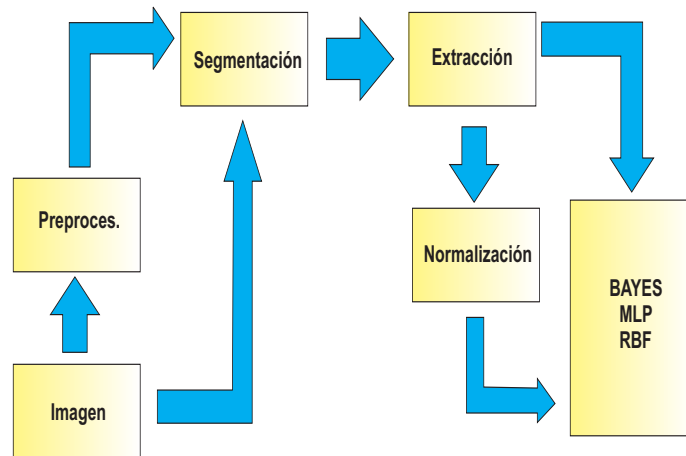 Segmentación
Extracción
Preproces.
Normalización
BAYES
MLP
RBF
Imagen